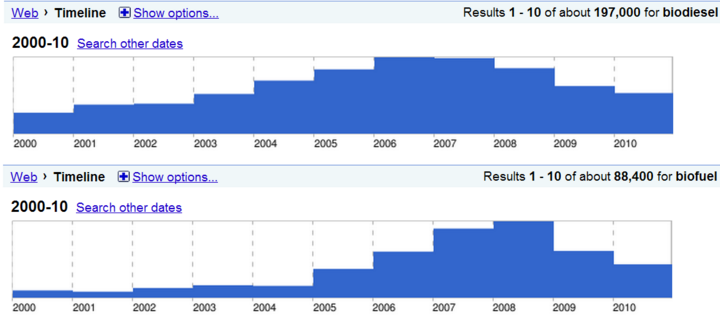 Web › Timeline Show options... Results 1 - 10 of about 197,000 for biodiesel
2000-10 Search other dates
2000 2001 2002 2003 2004 2005 2006 2007 2008 2009 2010
Web › Timeline Show options... Results 1 - 10 of about 88,400 for biofuel
2000-10 Search other dates
2000 2001 2002 2003 2004 2005 2006 2007 2008 2009 2010